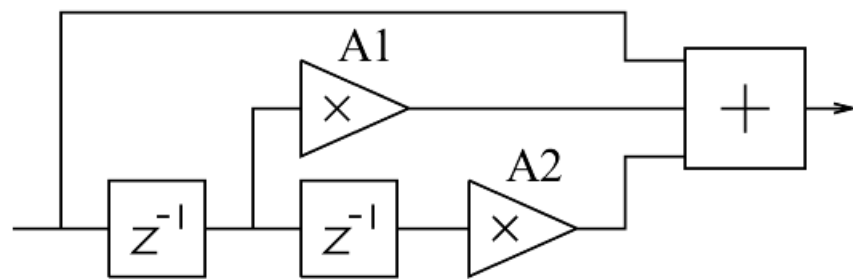 A1
×
+
A2
z⁻¹ z⁻¹ ×